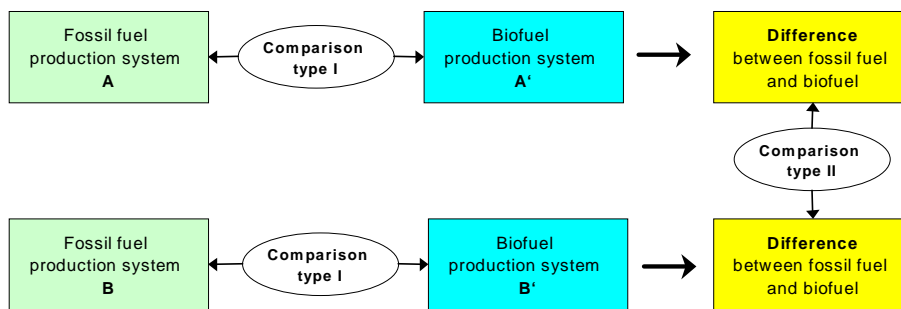 Fossil fuel
production system
A
Comparison
type I
Biofuel
production system
A‘
Difference
between fossil fuel
and biofuel
Comparison
type II
Fossil fuel
production system
B
Comparison
type I
Biofuel
production system
B‘
Difference
between fossil fuel
and biofuel